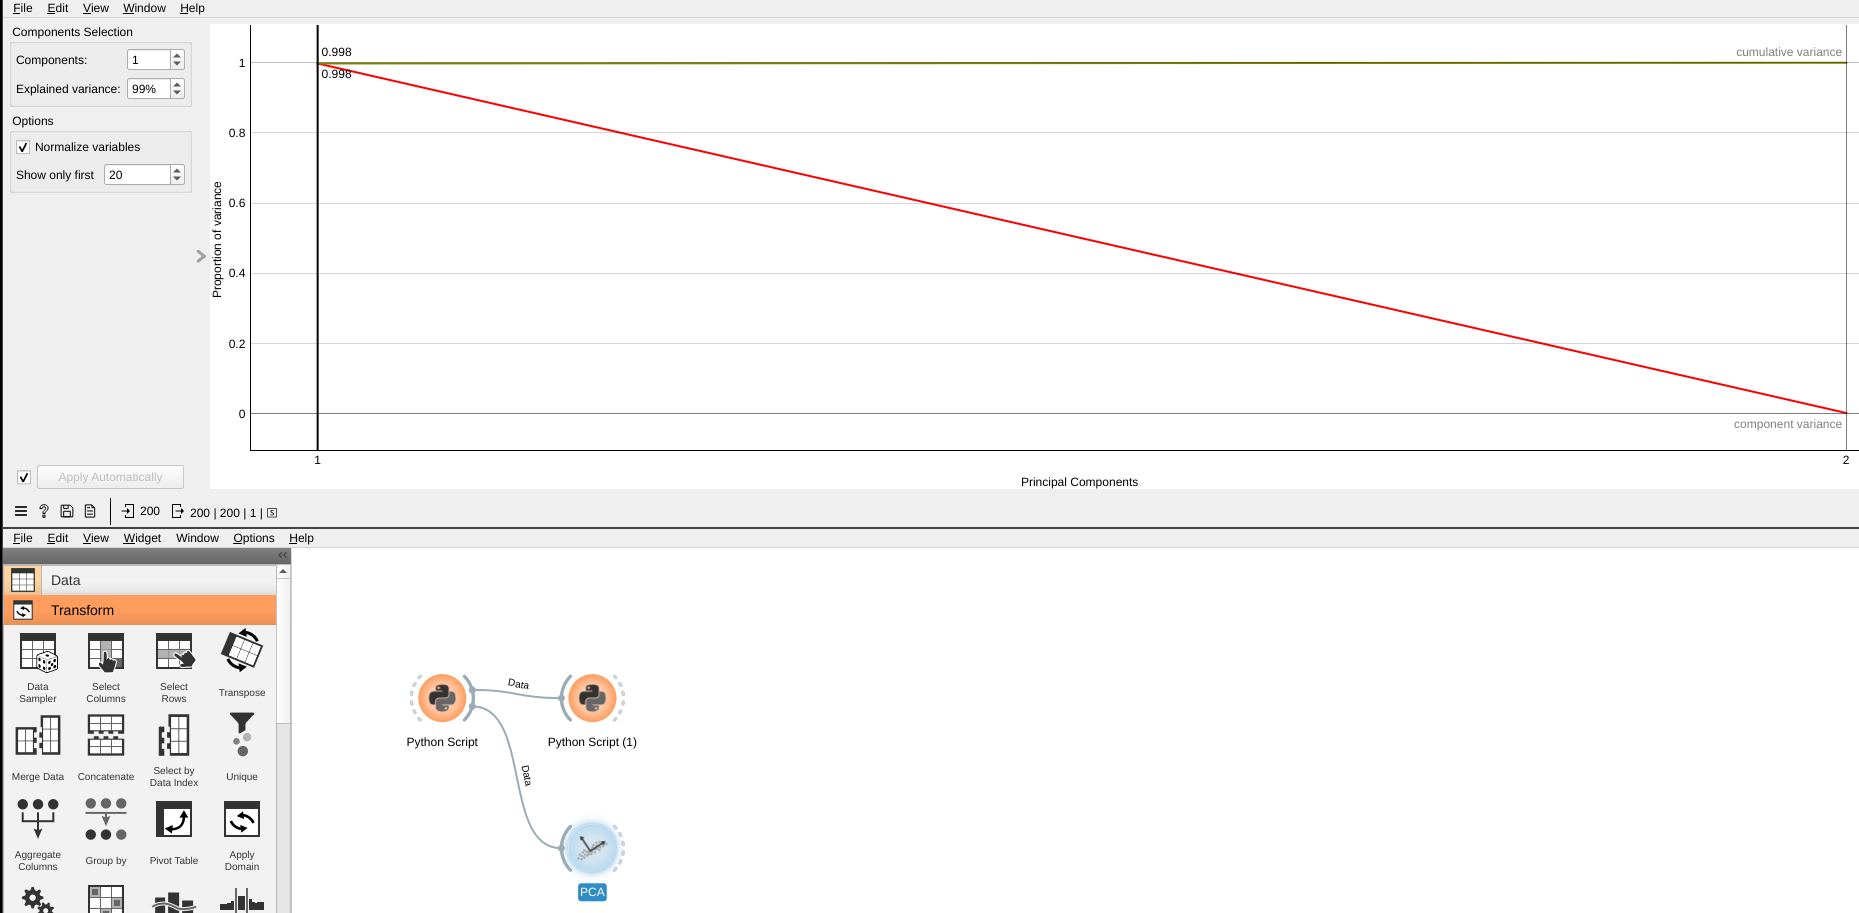 File Edit View Window Help
Components Selection
Components: 1
Explained variance: 99%
Options
Normalize variables
Show only first 20
Apply Automatically
Proportion of variance
1
0.8
0.6
0.4
0.2
0
0.998
0.998
cumulative variance
component variance
1
2
Principal Components
? 200 200 | 200 | 1 | S
File Edit View Widget Window Options Help
Data
Transform
Data
Sampler
Select
Columns
Select
Rows
Transpose
Merge Data
Concatenate
Select by
Data Index
Unique
Aggregate
Columns
Group by
Pivot Table
Apply
Domain
Data
Python Script
Python Script (1)
Data
PCA